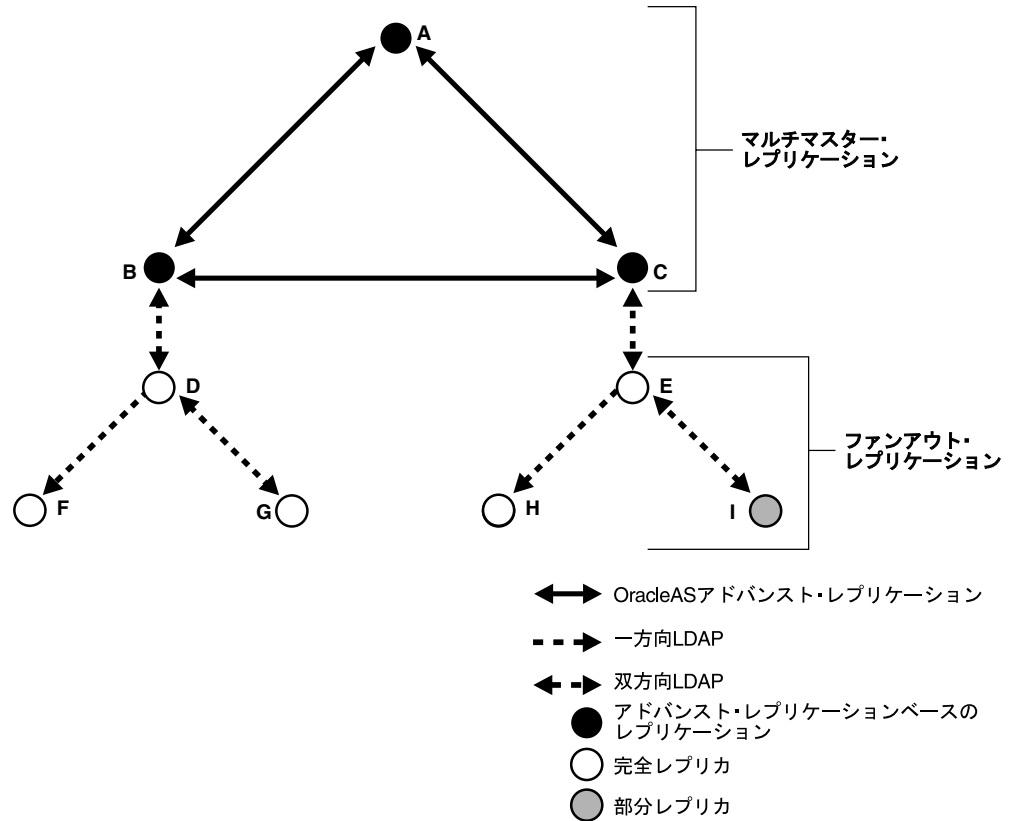 A
マルチマスター・
レプリケーション
B
C
D
E
ファンアウト・
レプリケーション
F
G
H
I
OracleASアドバンスト・レプリケーション
一方向LDAP
双方向LDAP
アドバンスト・レプリケーションベースの
レプリケーション
完全レプリカ
部分レプリカ